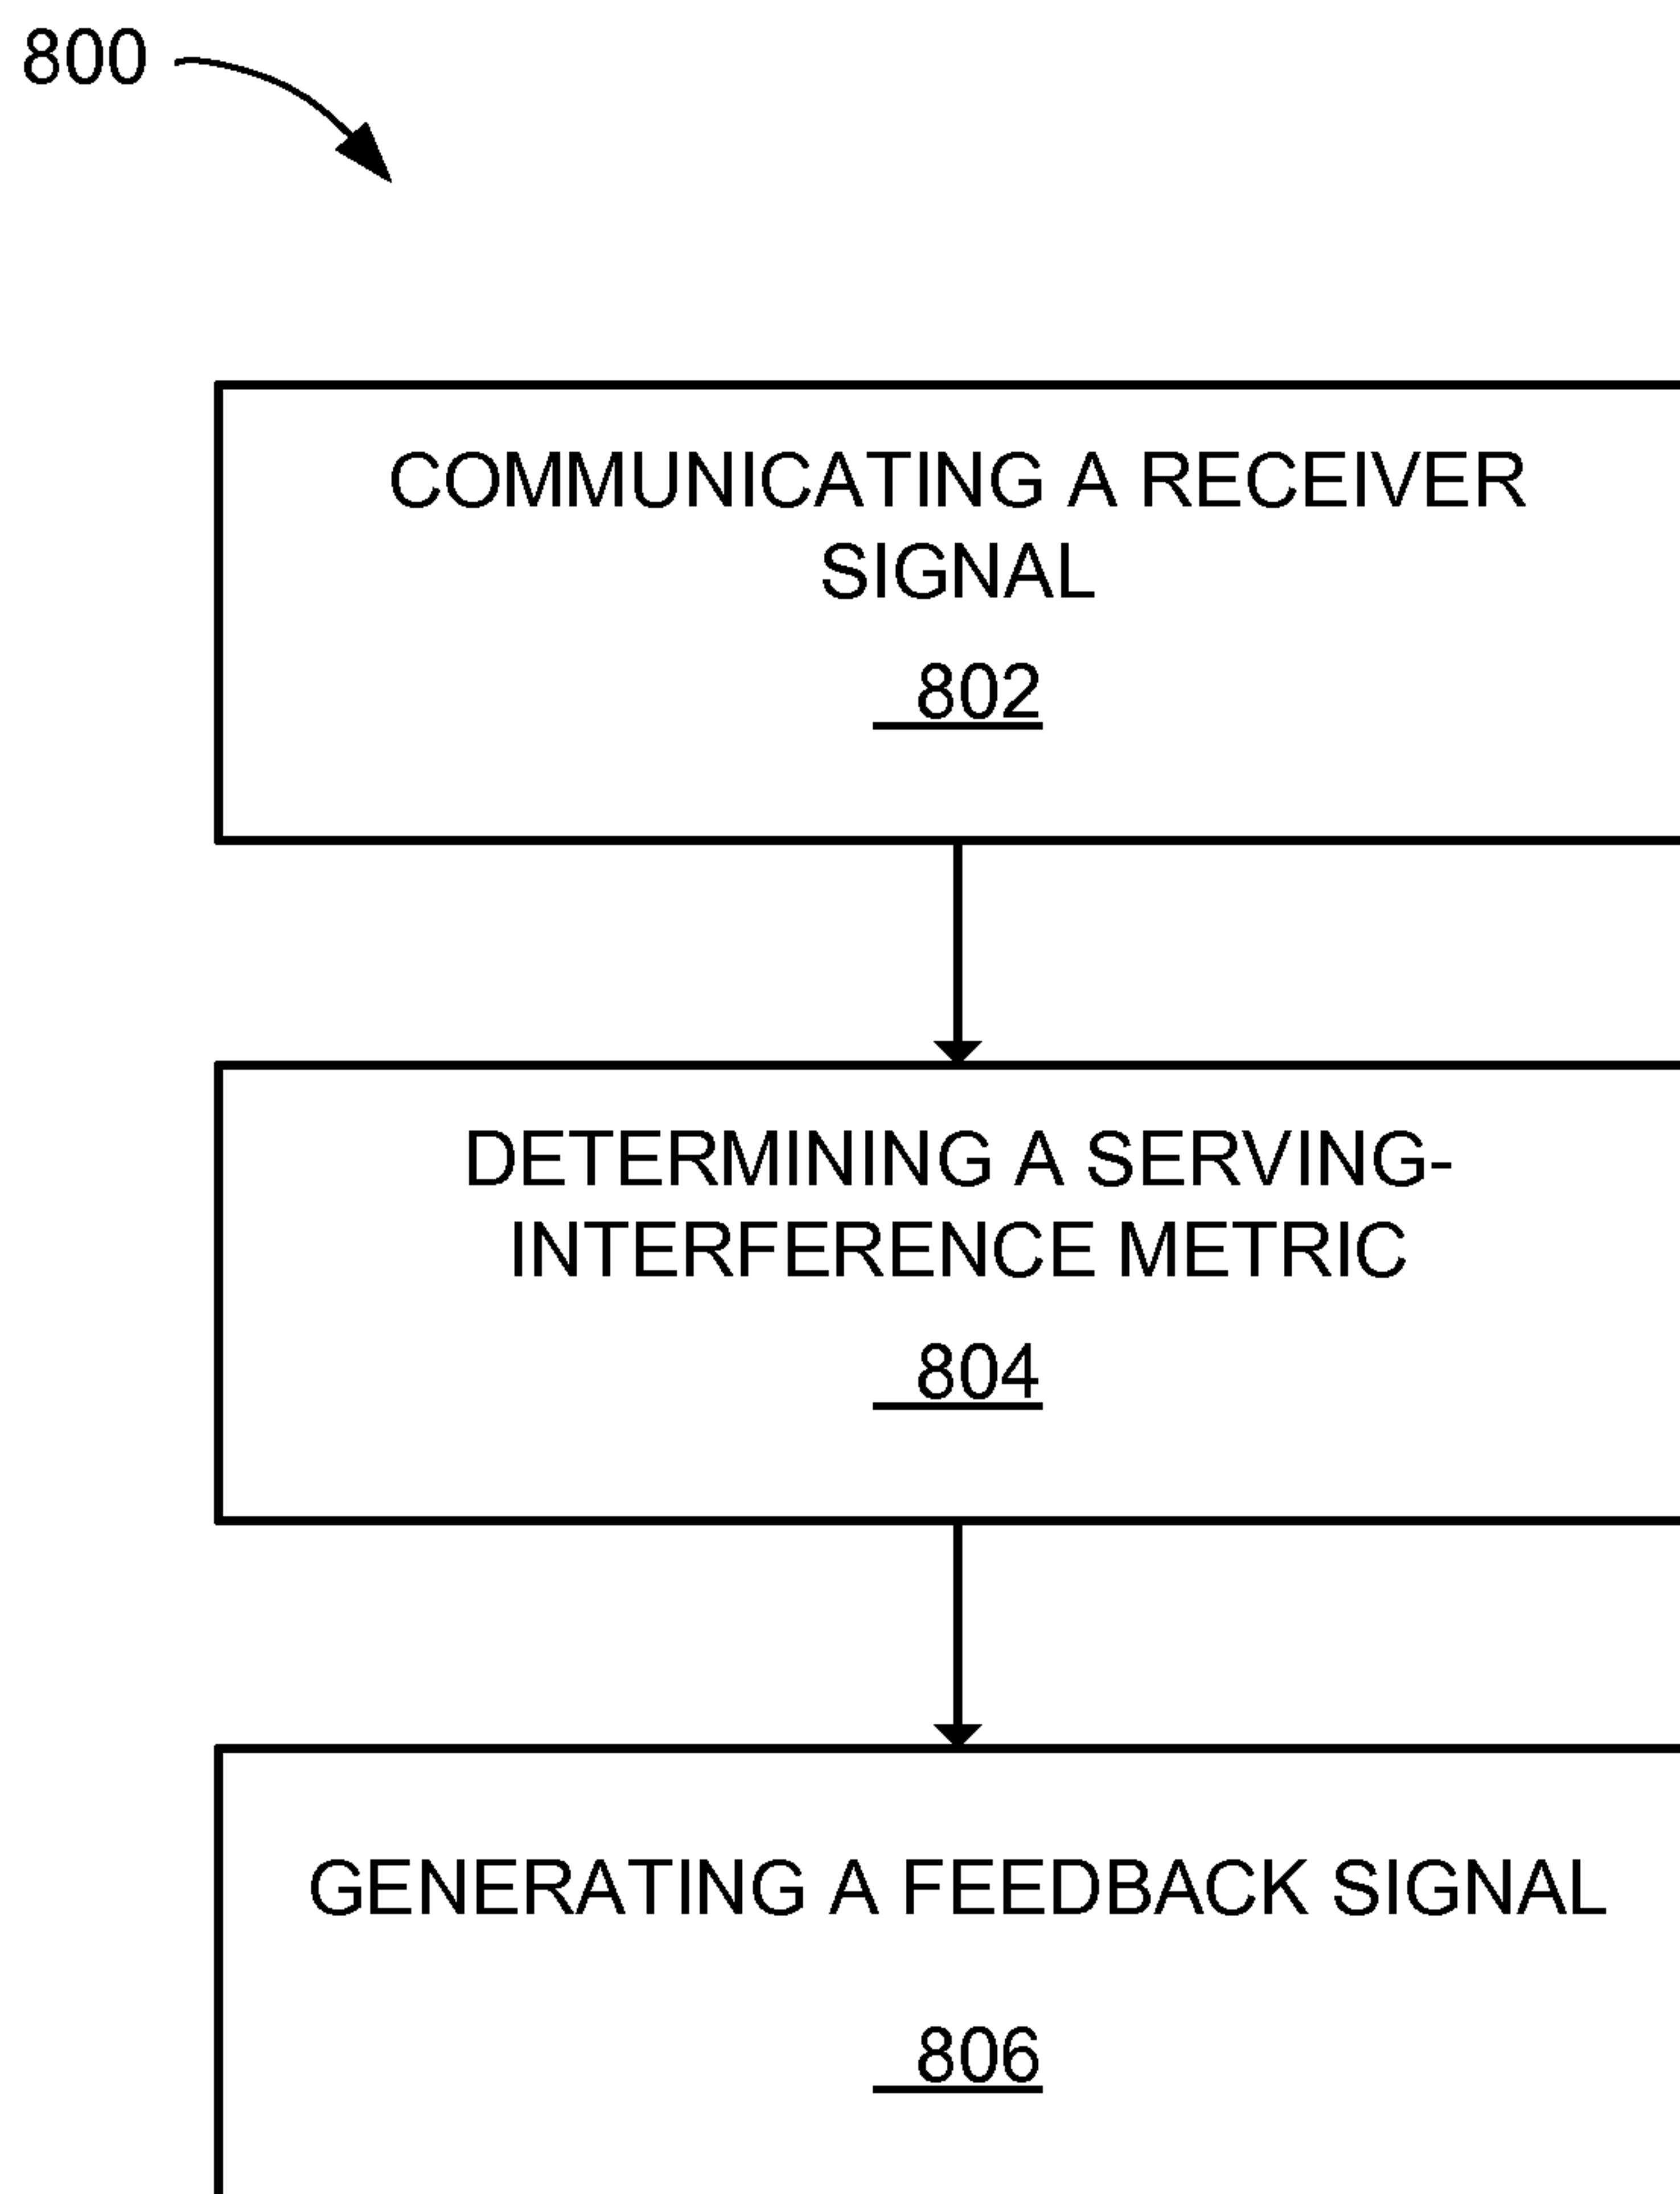 800
COMMUNICATING A RECEIVER
SIGNAL
802
DETERMINING A SERVING-
INTERFERENCE METRIC
804
GENERATING A FEEDBACK SIGNAL
806